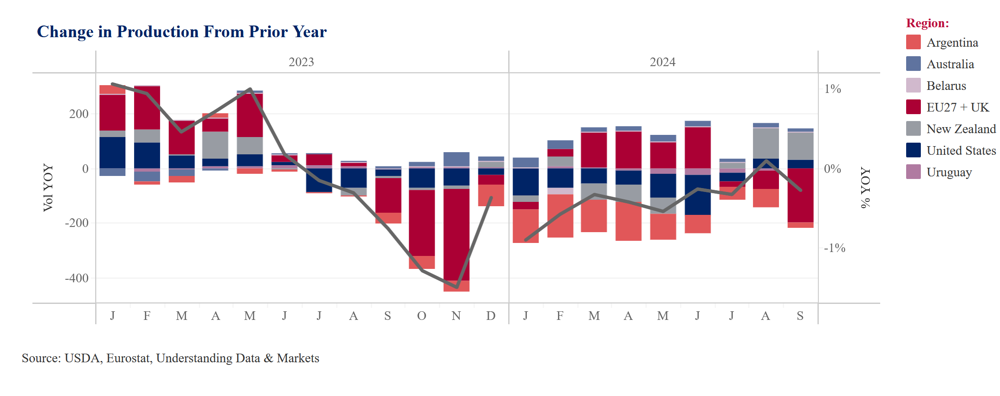 Change in Production From Prior Year
2023
2024
Vol YOY
200
0
-200
-400
1%
0%
-1%
% YOY
J F M A M J J A S O N D J F M A M J J A S
Region:
Argentina
Australia
Belarus
EU27 + UK
New Zealand
United States
Uruguay
Source: USDA, Eurostat, Understanding Data & Markets